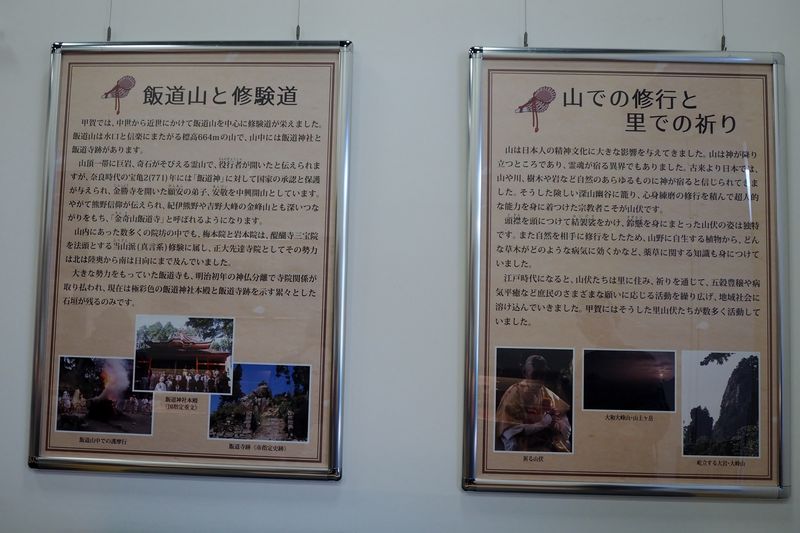 飯道山と修験道
甲賀では、中世から近世にかけて飯道山を中心に修験道が栄えました。
飯道山は水口と信楽にまたがる標高664mの山で、山中には飯道神社と
飯道寺跡があります。
山頂一帯に巨岩、奇石がそびえる霊山で、役行者が開いたと伝えられま
すが、奈良時代の宝亀2(771)年には「飯道神」に対して国家の承認と保護
が与えられ、金勝寺を開いた願安の弟子、安敬を中興開山としています。
やがて熊野信仰が伝えられ、紀伊熊野や吉野大峰の金峰山とも深いつな
がりをもち、「金奇山飯道寺」と呼ばれるようになります。
山内にあった数多くの院坊の中でも、梅本院と岩本院は、醍醐寺三宝院
を法頭とする当山派(真言系)修験に属し、正大先達寺院としてその勢力
は北は陸奥から南は日向にまで及んでいました。
大きな勢力をもっていた飯道寺も、明治初年の神仏分離で寺院関係が
取り払われ、現在は極彩色の飯道神社本殿と飯道寺跡を示す累々とした
石垣が残るのみです。
飯道神社本殿
(国指定重文)
飯道山中での護摩行
飯道寺跡(市指定史跡)
山での修行と
里での祈り
山は日本人の精神文化に大きな影響を与えてきました。山は神が降り
立つところであり、霊魂が宿る異界でもありました。古来より日本では、
山や川、樹木や岩など自然のあらゆるものに神が宿ると信じられてきま
した。そうした険しい深山幽谷に籠り、心身練磨の修行を積んで超人的
な能力を身に着けつた宗教者こそが山伏です。
頭襟を頭につけて結袈裟をかけ、鈴懸を身にまとった山伏の姿は独特
です。また自然を相手に修行をしたため、山野に自生する植物から、どん
な草木がどのような病気に効くかなど、薬草に関する知識も身につけて
いました。
江戸時代になると、山伏たちは里に住み、祈りを通じて、五穀豊穣や病
気平癒など庶民のさまざまな願いに応じる活動を繰り広げ、地域社会に
溶け込んでいきました。甲賀にはそうした里山伏たちが数多く活動して
いました。
祈る山伏
大和大峰山・山上ヶ岳
屹立する大岩・大峰山